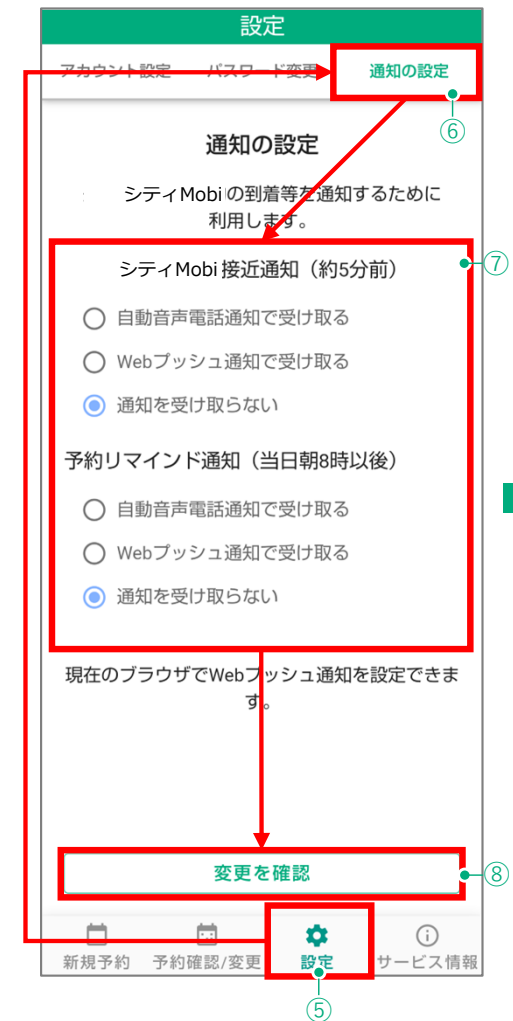 設定
アカウント設定 パスワード変更 通知の設定
⑥
通知の設定
シティMobiの到着等を通知するために
利用します。
シティMobi接近通知（約5分前）
⑦
自動音声電話通知で受け取る
Webプッシュ通知で受け取る
通知を受け取らない
予約リマインド通知（当日朝8時以後）
自動音声電話通知で受け取る
Webプッシュ通知で受け取る
通知を受け取らない
現在のブラウザでWebプッシュ通知を設定できま
す。
変更を確認
⑧
新規予約 予約確認/変更 設定 サービス情報
⑤